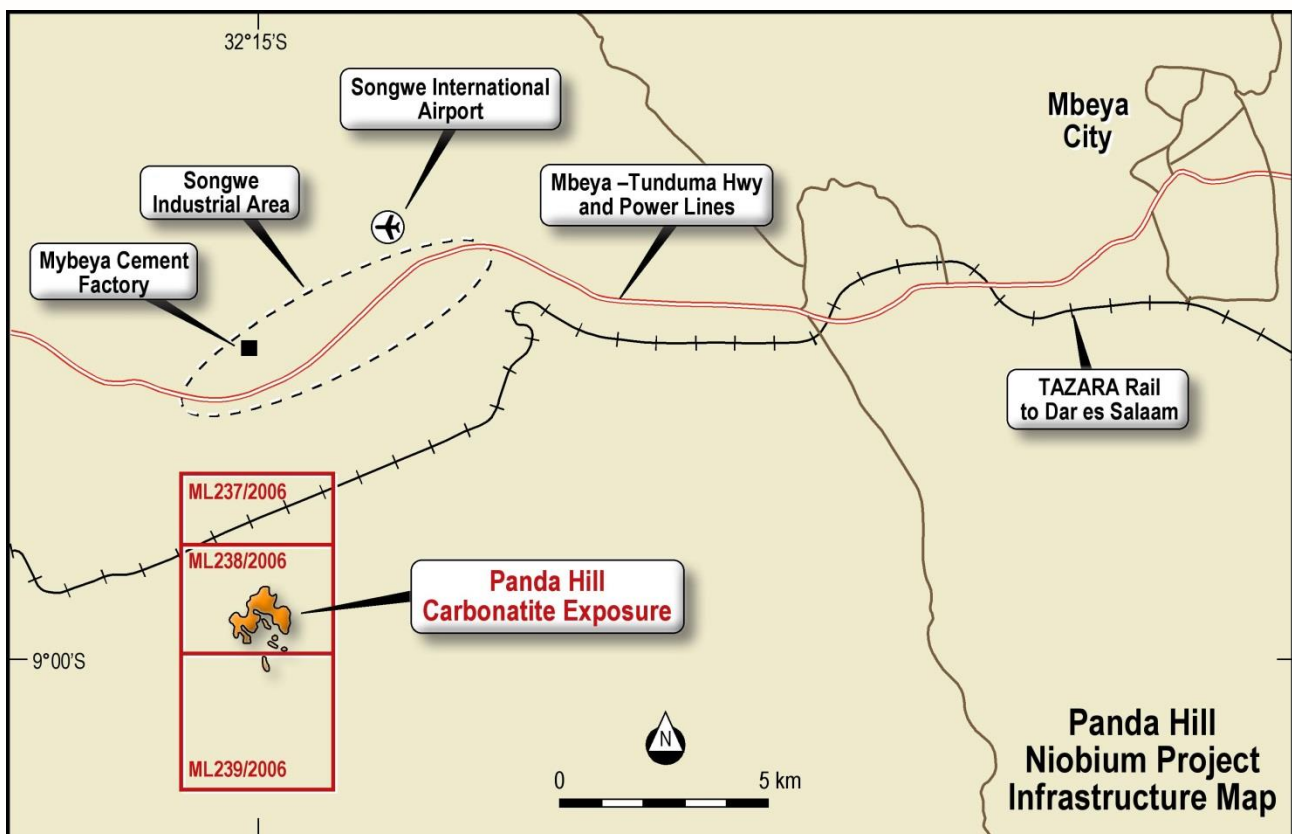 32°15'S
Songwe International
Airport
Mbeya
City
Songwe
Industrial Area
Mbeya –Tunduma Hwy
and Power Lines
Mybeya Cement
Factory
TAZARA Rail
to Dar es Salaam
ML237/2006
ML238/2006
Panda Hill
Carbonatite Exposure
9°00'S
ML239/2006
N
0 5 km
Panda Hill
Niobium Project
Infrastructure Map